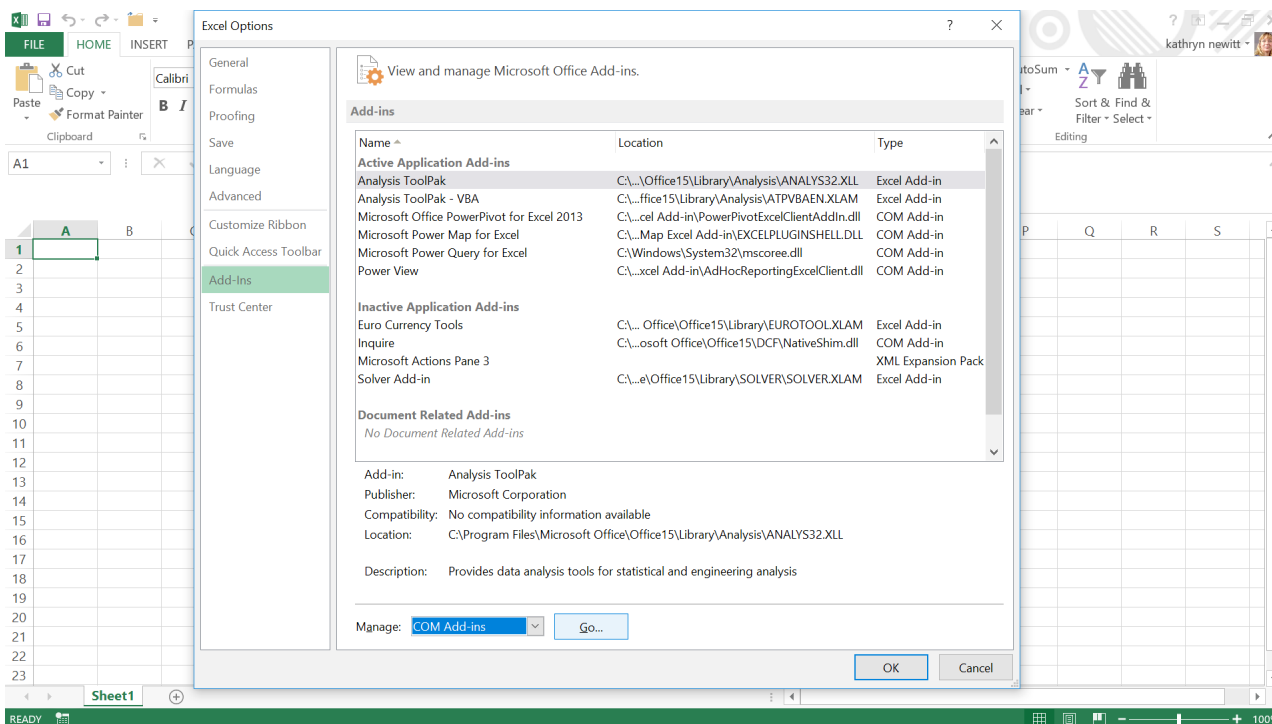 Excel Options
?
kathryn newitt
FILE HOME INSERT P
Cut
Copy
Format Painter
Paste
Clipboard
Calibri
B I
utoSum
ear
Sort & Find &
Filter Select
Editing
A1
A B P Q R S
1
2
3
4
5
6
7
8
9
10
11
12
13
14
15
16
17
18
19
20
21
22
23
General
Formulas
Proofing
Save
Language
Advanced
Customize Ribbon
Quick Access Toolbar
Add-Ins
Trust Center
View and manage Microsoft Office Add-ins.
Add-ins
Name Location Type
Active Application Add-ins
Analysis ToolPak C:\...\Office15\Library\Analysis\ANALYS32.XLL Excel Add-in
Analysis ToolPak - VBA C:\...ffice15\Library\Analysis\ATPVBAEN.XLAM Excel Add-in
Microsoft Office PowerPivot for Excel 2013 C:\...cel Add-in\PowerPivotExcelClientAddIn.dll COM Add-in
Microsoft Power Map for Excel C:\...Map Excel Add-in\EXCELPLUGINSHELL.DLL COM Add-in
Microsoft Power Query for Excel C:\Windows\System32\mscoree.dll COM Add-in
Power View C:\...xcel Add-in\AdHocReportingExcelClient.dll COM Add-in
Inactive Application Add-ins
Euro Currency Tools C:\... Office\Office15\Library\EUROTOOL.XLAM Excel Add-in
Inquire C:\...osoft Office\Office15\DCF\NativeShim.dll COM Add-in
Microsoft Actions Pane 3 XML Expansion Pack
Solver Add-in C:\...e\Office15\Library\SOLVER\SOLVER.XLAM Excel Add-in
Document Related Add-ins
No Document Related Add-ins
Add-in: Analysis ToolPak
Publisher: Microsoft Corporation
Compatibility: No compatibility information available
Location: C:\Program Files\Microsoft Office\Office15\Library\Analysis\ANALYS32.XLL
Description: Provides data analysis tools for statistical and engineering analysis
Manage: COM Add-ins Go...
OK Cancel
Sheet1
READY 100